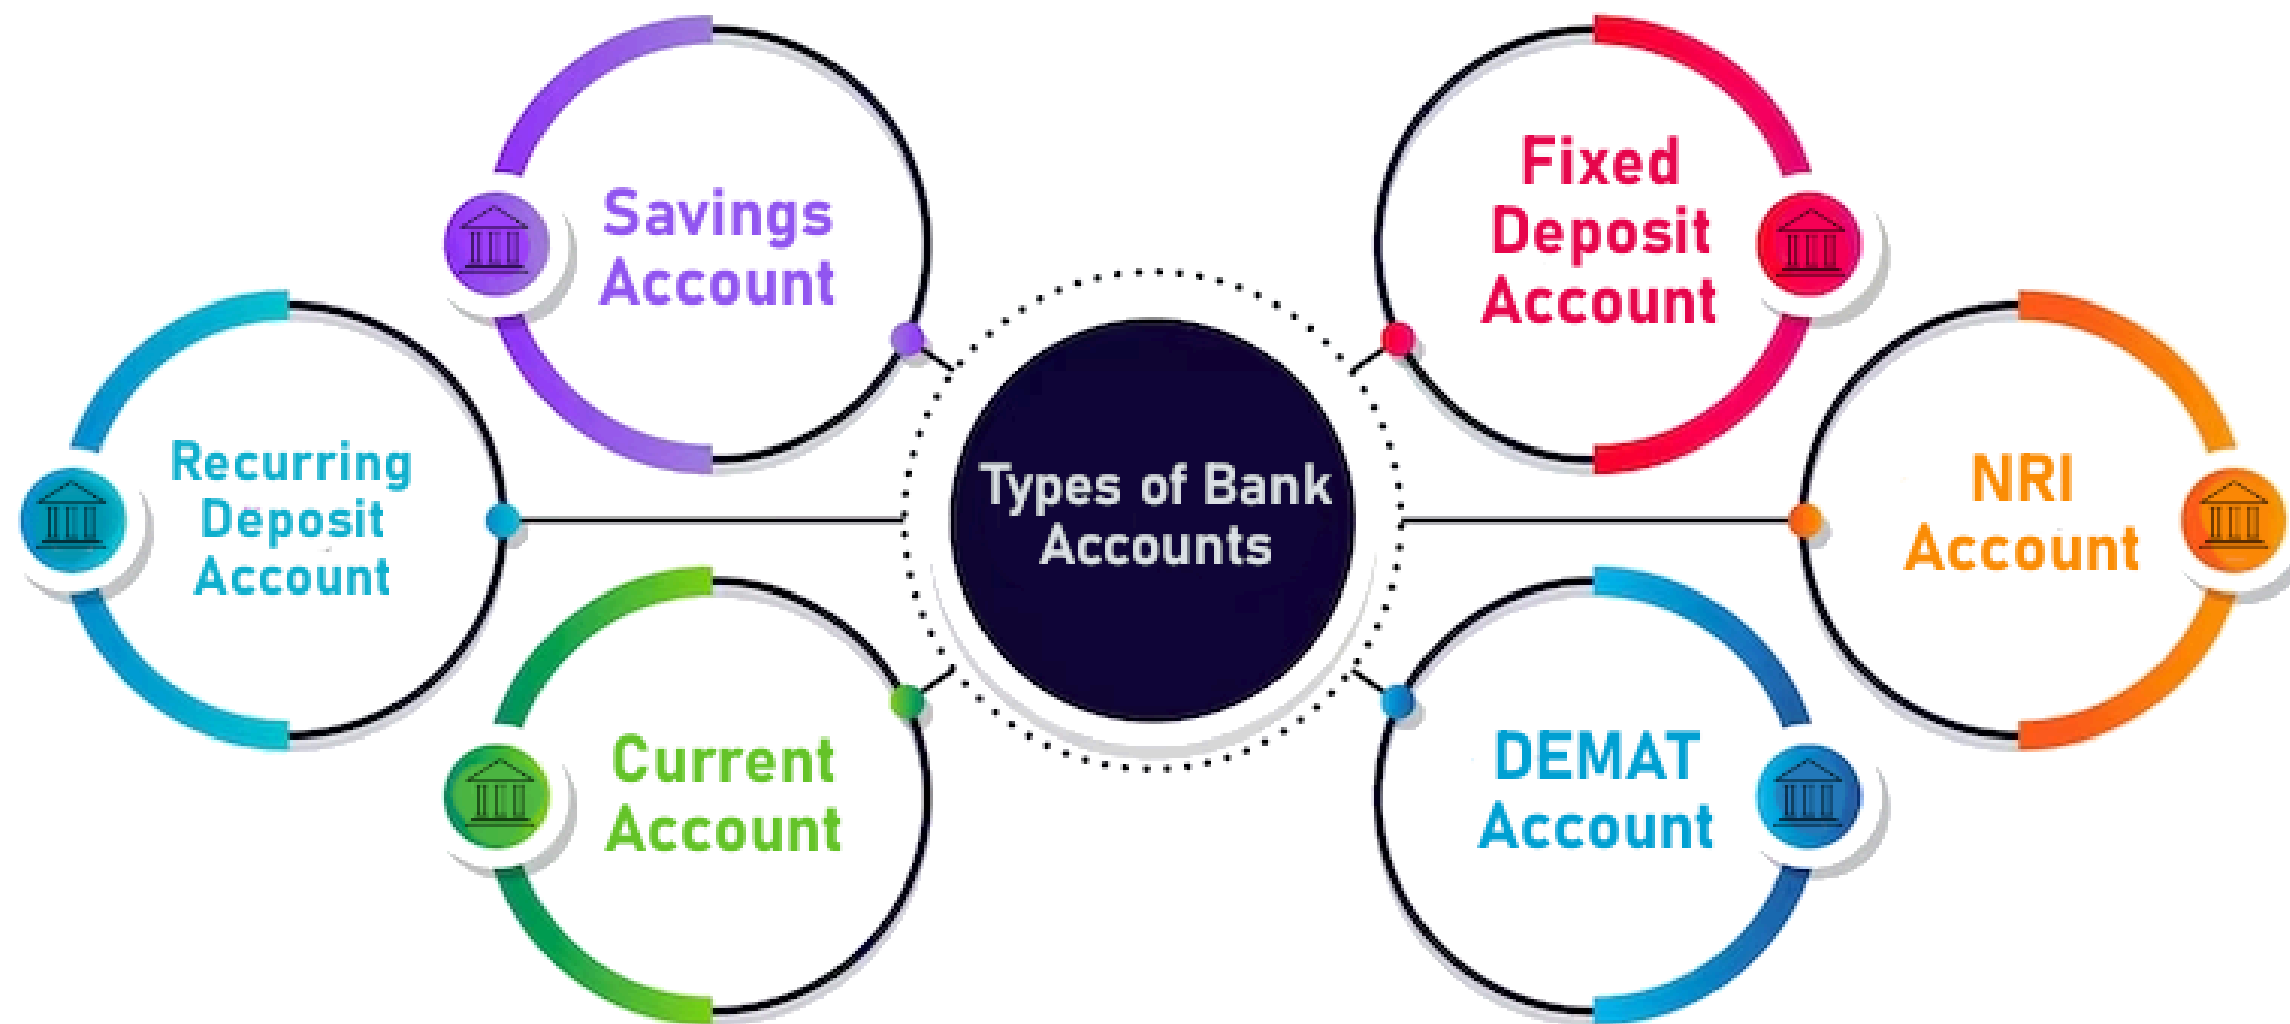 Savings
Account
Fixed
Deposit
Account
Recurring
Deposit
Account
Types of Bank
Accounts
NRI
Account
Current
Account
DEMAT
Account